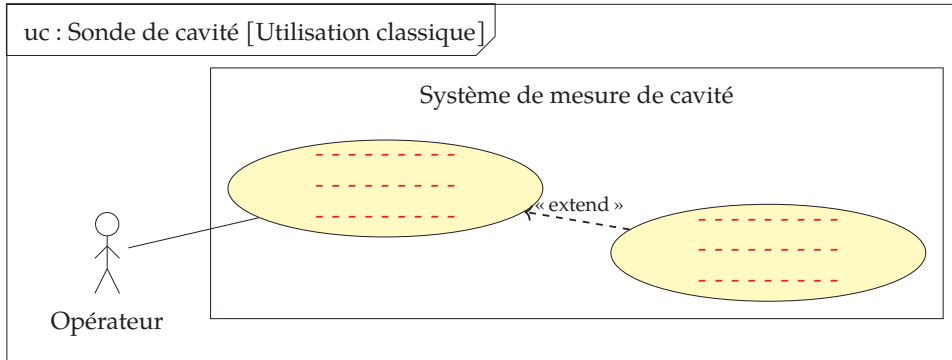 uc : Sonde de cavité [Utilisation classique]
Système de mesure de cavité
« extend »
Opérateur